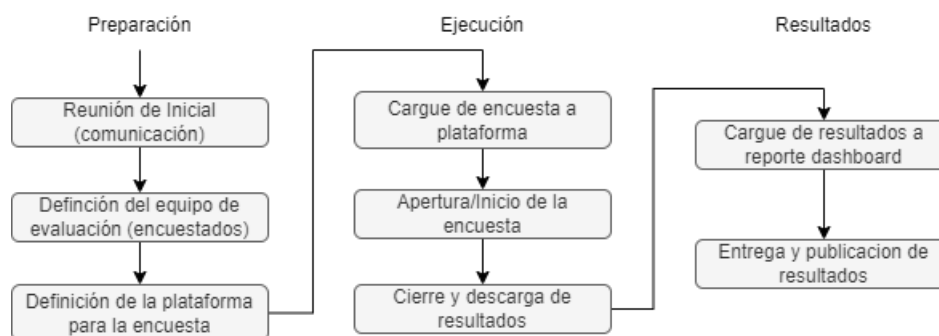 Preparación
Reunión de Inicial
(comunicación)
Definción del equipo de
evaluación (encuestados)
Definición de la plataforma
para la encuesta
Ejecución
Cargue de encuesta a
plataforma
Apertura/Inicio de la
encuesta
Cierre y descarga de
resultados
Resultados
Cargue de resultados a
reporte dashboard
Entrega y publicacion de
resultados